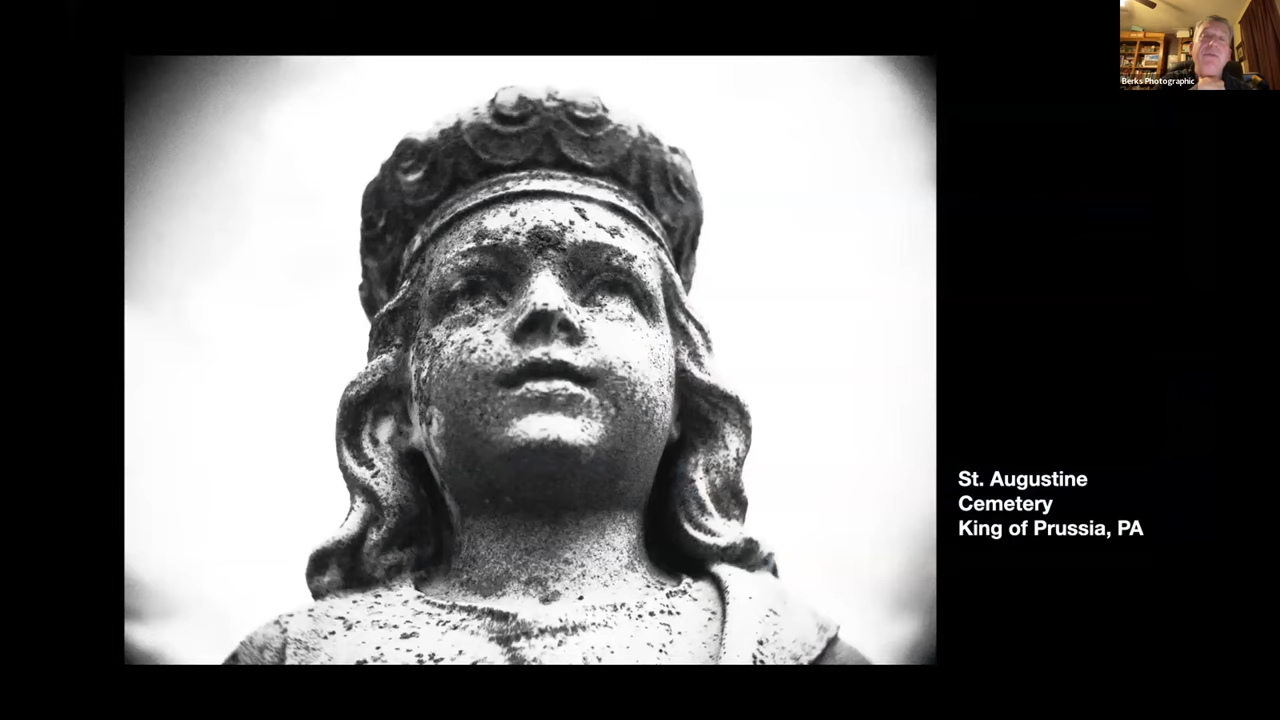 Berks Photographic
St. Augustine
Cemetery
King of Prussia, PA